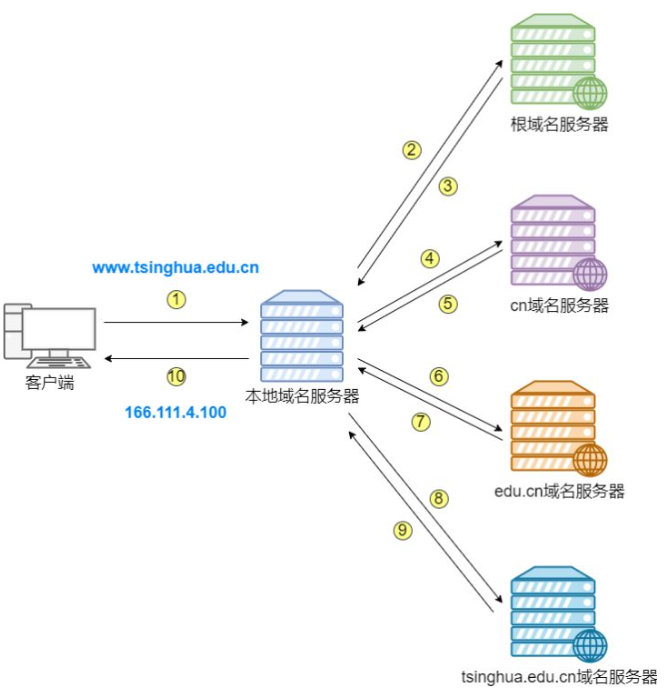 根域名服务器
②
③
www.tsinghua.edu.cn
④
①
⑤
cn域名服务器
客户端
⑩
本地域名服务器
⑥
166.111.4.100
⑦
edu.cn域名服务器
⑧
⑨
tsinghua.edu.cn域名服务器